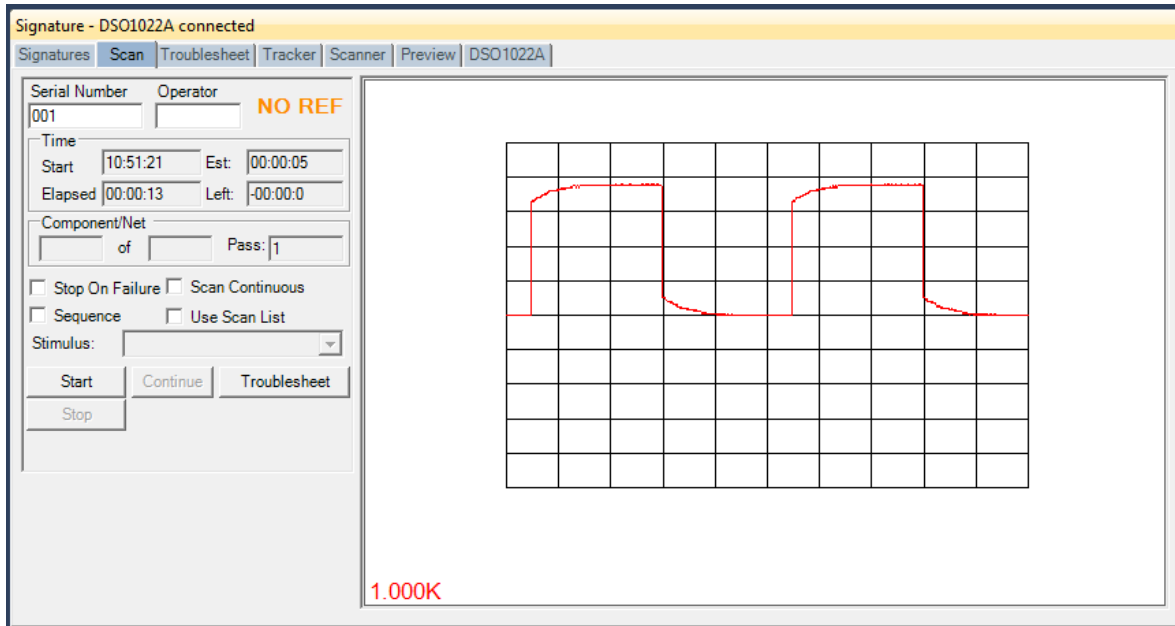 Signature - DSO1022A connected
Signatures Scan Troublesheet Tracker Scanner Preview DSO1022A
Serial Number Operator
001 NO REF
Time
Start 10:51:21 Est: 00:00:05
Elapsed 00:00:13 Left: -00:00:0
Component/Net
of Pass: 1
Stop On Failure Scan Continuous
Sequence Use Scan List
Stimulus:
Start Continue Troublesheet
Stop
1.000K